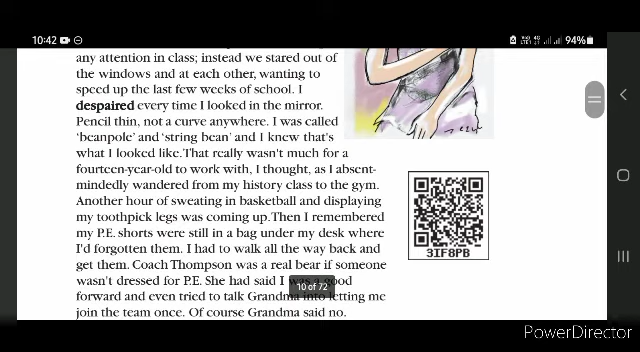 10:42
94%
any attention in class; instead we stared out of
the windows and at each other, wanting to
speed up the last few weeks of school. I
despaired every time I looked in the mirror.
Pencil thin, not a curve anywhere. I was called
'beanpole' and 'string bean' and I knew that's
what I looked like. That really wasn't much for a
fourteen-year-old to work with, I thought, as I absent-
mindedly wandered from my history class to the gym.
Another hour of sweating in basketball and displaying
my toothpick legs was coming up. Then I remembered
my P.E. shorts were still in a bag under my desk where
I'd forgotten them. I had to walk all the way back and
get them. Coach Thompson was a real bear if someone
wasn't dressed for P.E. She had said I was a good
forward and even tried to talk Grandma into letting me
join the team once. Of course Grandma said no.
3IF8PB
10 of 72
PowerDirector